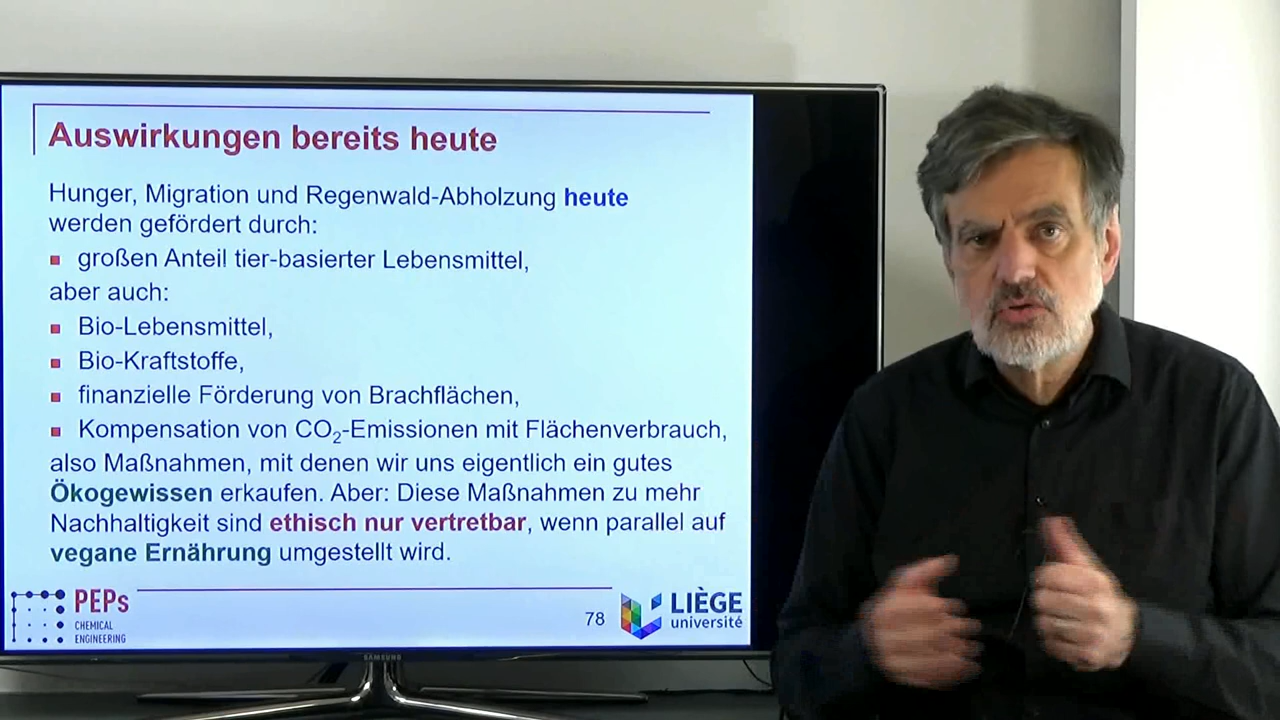 Auswirkungen bereits heute
Hunger, Migration und Regenwald-Abholzung heute
werden gefördert durch:
großen Anteil tier-basierter Lebensmittel,
aber auch:
Bio-Lebensmittel,
Bio-Kraftstoffe,
finanzielle Förderung von Brachflächen,
Kompensation von CO₂-Emissionen mit Flächenverbrauch,
also Maßnahmen, mit denen wir uns eigentlich ein gutes
Ökogewissen erkaufen. Aber: Diese Maßnahmen zu mehr
Nachhaltigkeit sind ethisch nur vertretbar, wenn parallel auf
vegane Ernährung umgestellt wird.
PEPs
CHEMICAL
ENGINEERING
78
LIÈGE
université
SAMSUNG